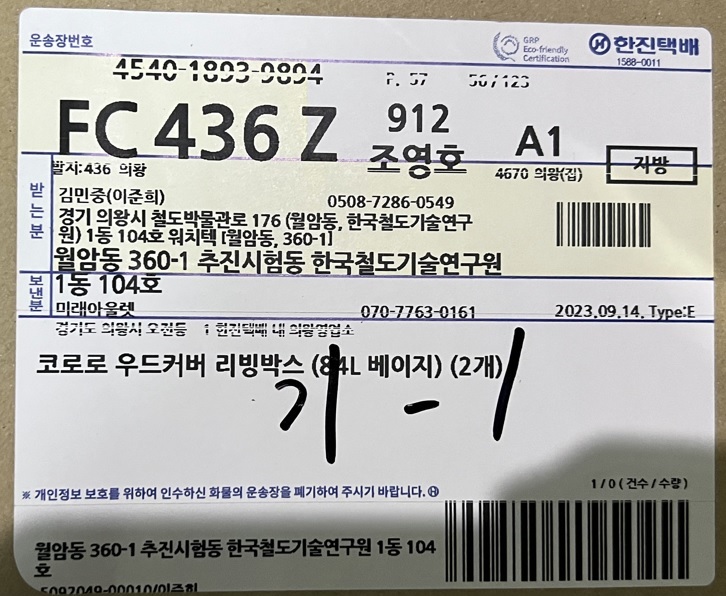 운송장번호
GRP
Eco-friendly
Certification
한진택배
1588-0011
4540-1893-9894
P. 57 56/123
FC 436 Z
912
조영호
A1
지방
발지:436 의왕
4670 의왕(집)
받는분
김민중(이준희) 0508-7286-0549
경기 의왕시 철도박물관로 176 (월암동, 한국철도기술연구
원) 1동 104호 워치텍 [월암동, 360-1]
월암동 360-1 추진시험동 한국철도기술연구원
1동 104호
보낸분
미래아울렛 070-7763-0161 2023.09.14. Type:E
경기도 의왕시 오전동 한진택배 내 의왕영업소
코로로 우드커버 리빙박스 (84L 베이지) (2개)
기-1
1 / 0 ( 건수 / 수량 )
※ 개인정보 보호를 위하여 인수하신 화물의 운송장을 폐기하여 주시기 바랍니다.
월암동 360-1 추진시험동 한국철도기술연구원 1동 104
호
5092049-00010/이준희